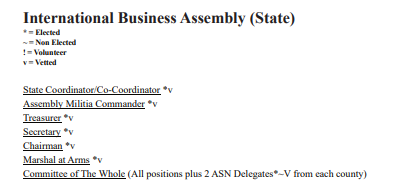 International Business Assembly (State)
* = Elected
~ = Non Elected
! = Volunteer
v = Vetted
State Coordinator/Co-Coordinator *v
Assembly Militia Commander *v
Treasurer *v
Secretary *v
Chairman *v
Marshal at Arms *v
Committee of The Whole (All positions plus 2 ASN Delegates*~V from each county)